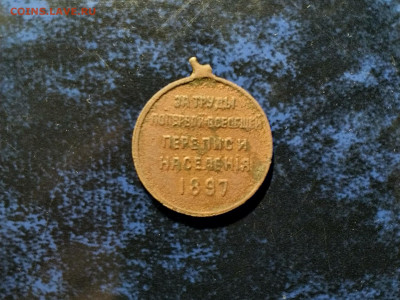 COINS.LAVE.RU
ЗА ТРУДЫ
ПО ПЕРВОЙ ВСЕОБЩЕЙ
ПЕРЕПИСИ
НАСЕЛЕНІЯ
1897